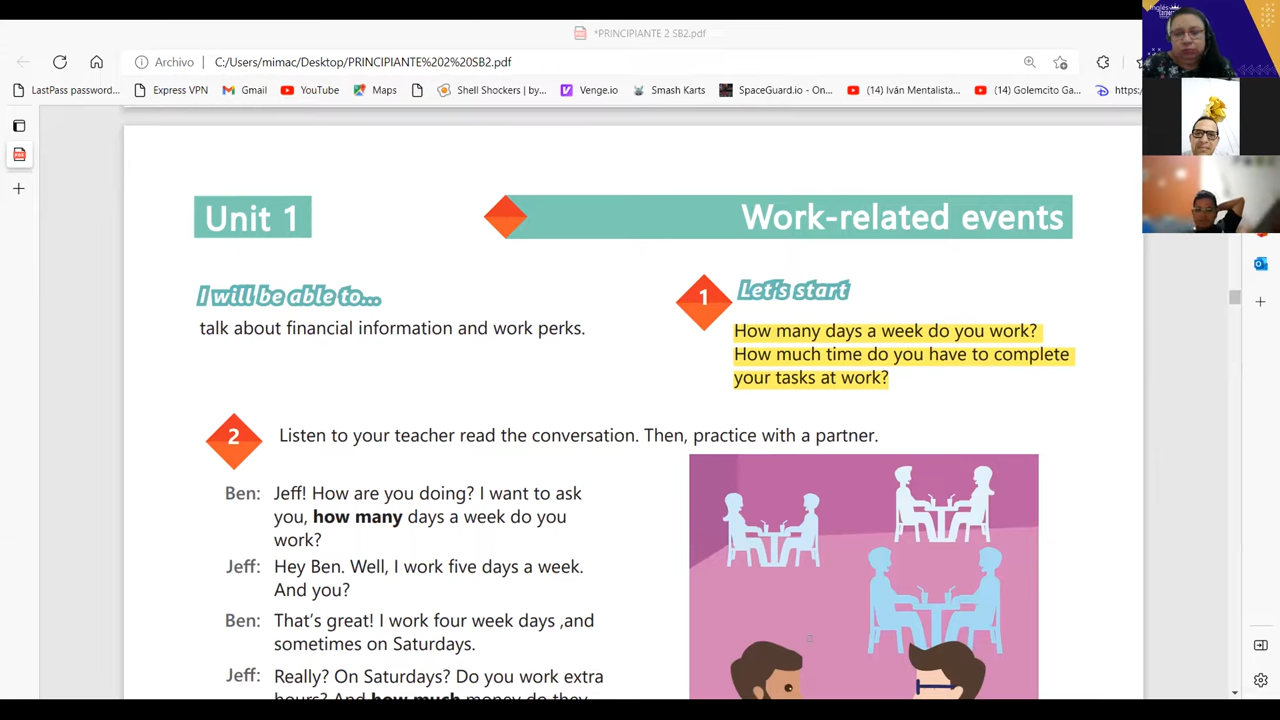 *PRINCIPIANTE 2 SB2.pdf
Archivo C:/Users/mimac/Desktop/PRINCIPIANTE%202%20SB2.pdf
LastPass password... Express VPN Gmail YouTube Maps Shell Shockers | by... Venge.io Smash Karts SpaceGuard.io - On... (14) Iván Mentalista... (14) Golemcito Ga... https:/
Unit 1
Work-related events
I will be able to...
talk about financial information and work perks.
1
Let's start
How many days a week do you work?
How much time do you have to complete
your tasks at work?
2
Listen to your teacher read the conversation. Then, practice with a partner.
Ben: Jeff! How are you doing? I want to ask
you, how many days a week do you
work?
Jeff: Hey Ben. Well, I work five days a week.
And you?
Ben: That's great! I work four week days ,and
sometimes on Saturdays.
Jeff: Really? On Saturdays? Do you work extra
hours? And how much money do they